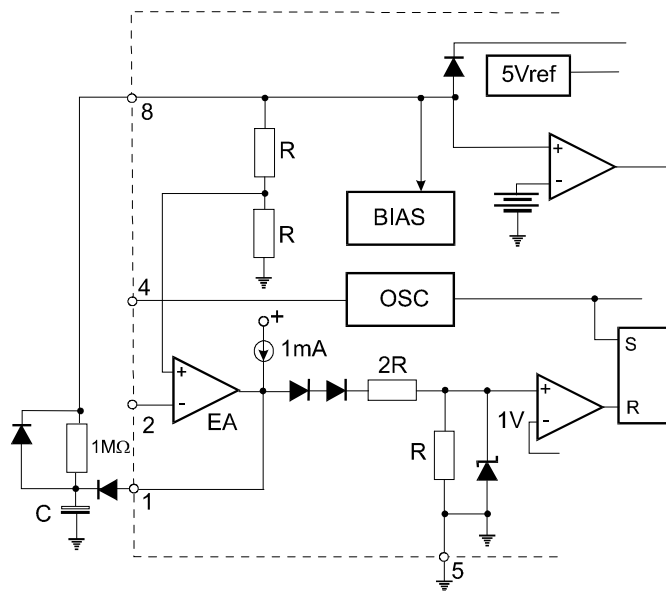 5Vref
8
R
+
-
R
BIAS
4
OSC
+
1mA
S
2R
+
-
EA
2
+
1V
-
R
1MΩ
R
1
C
5